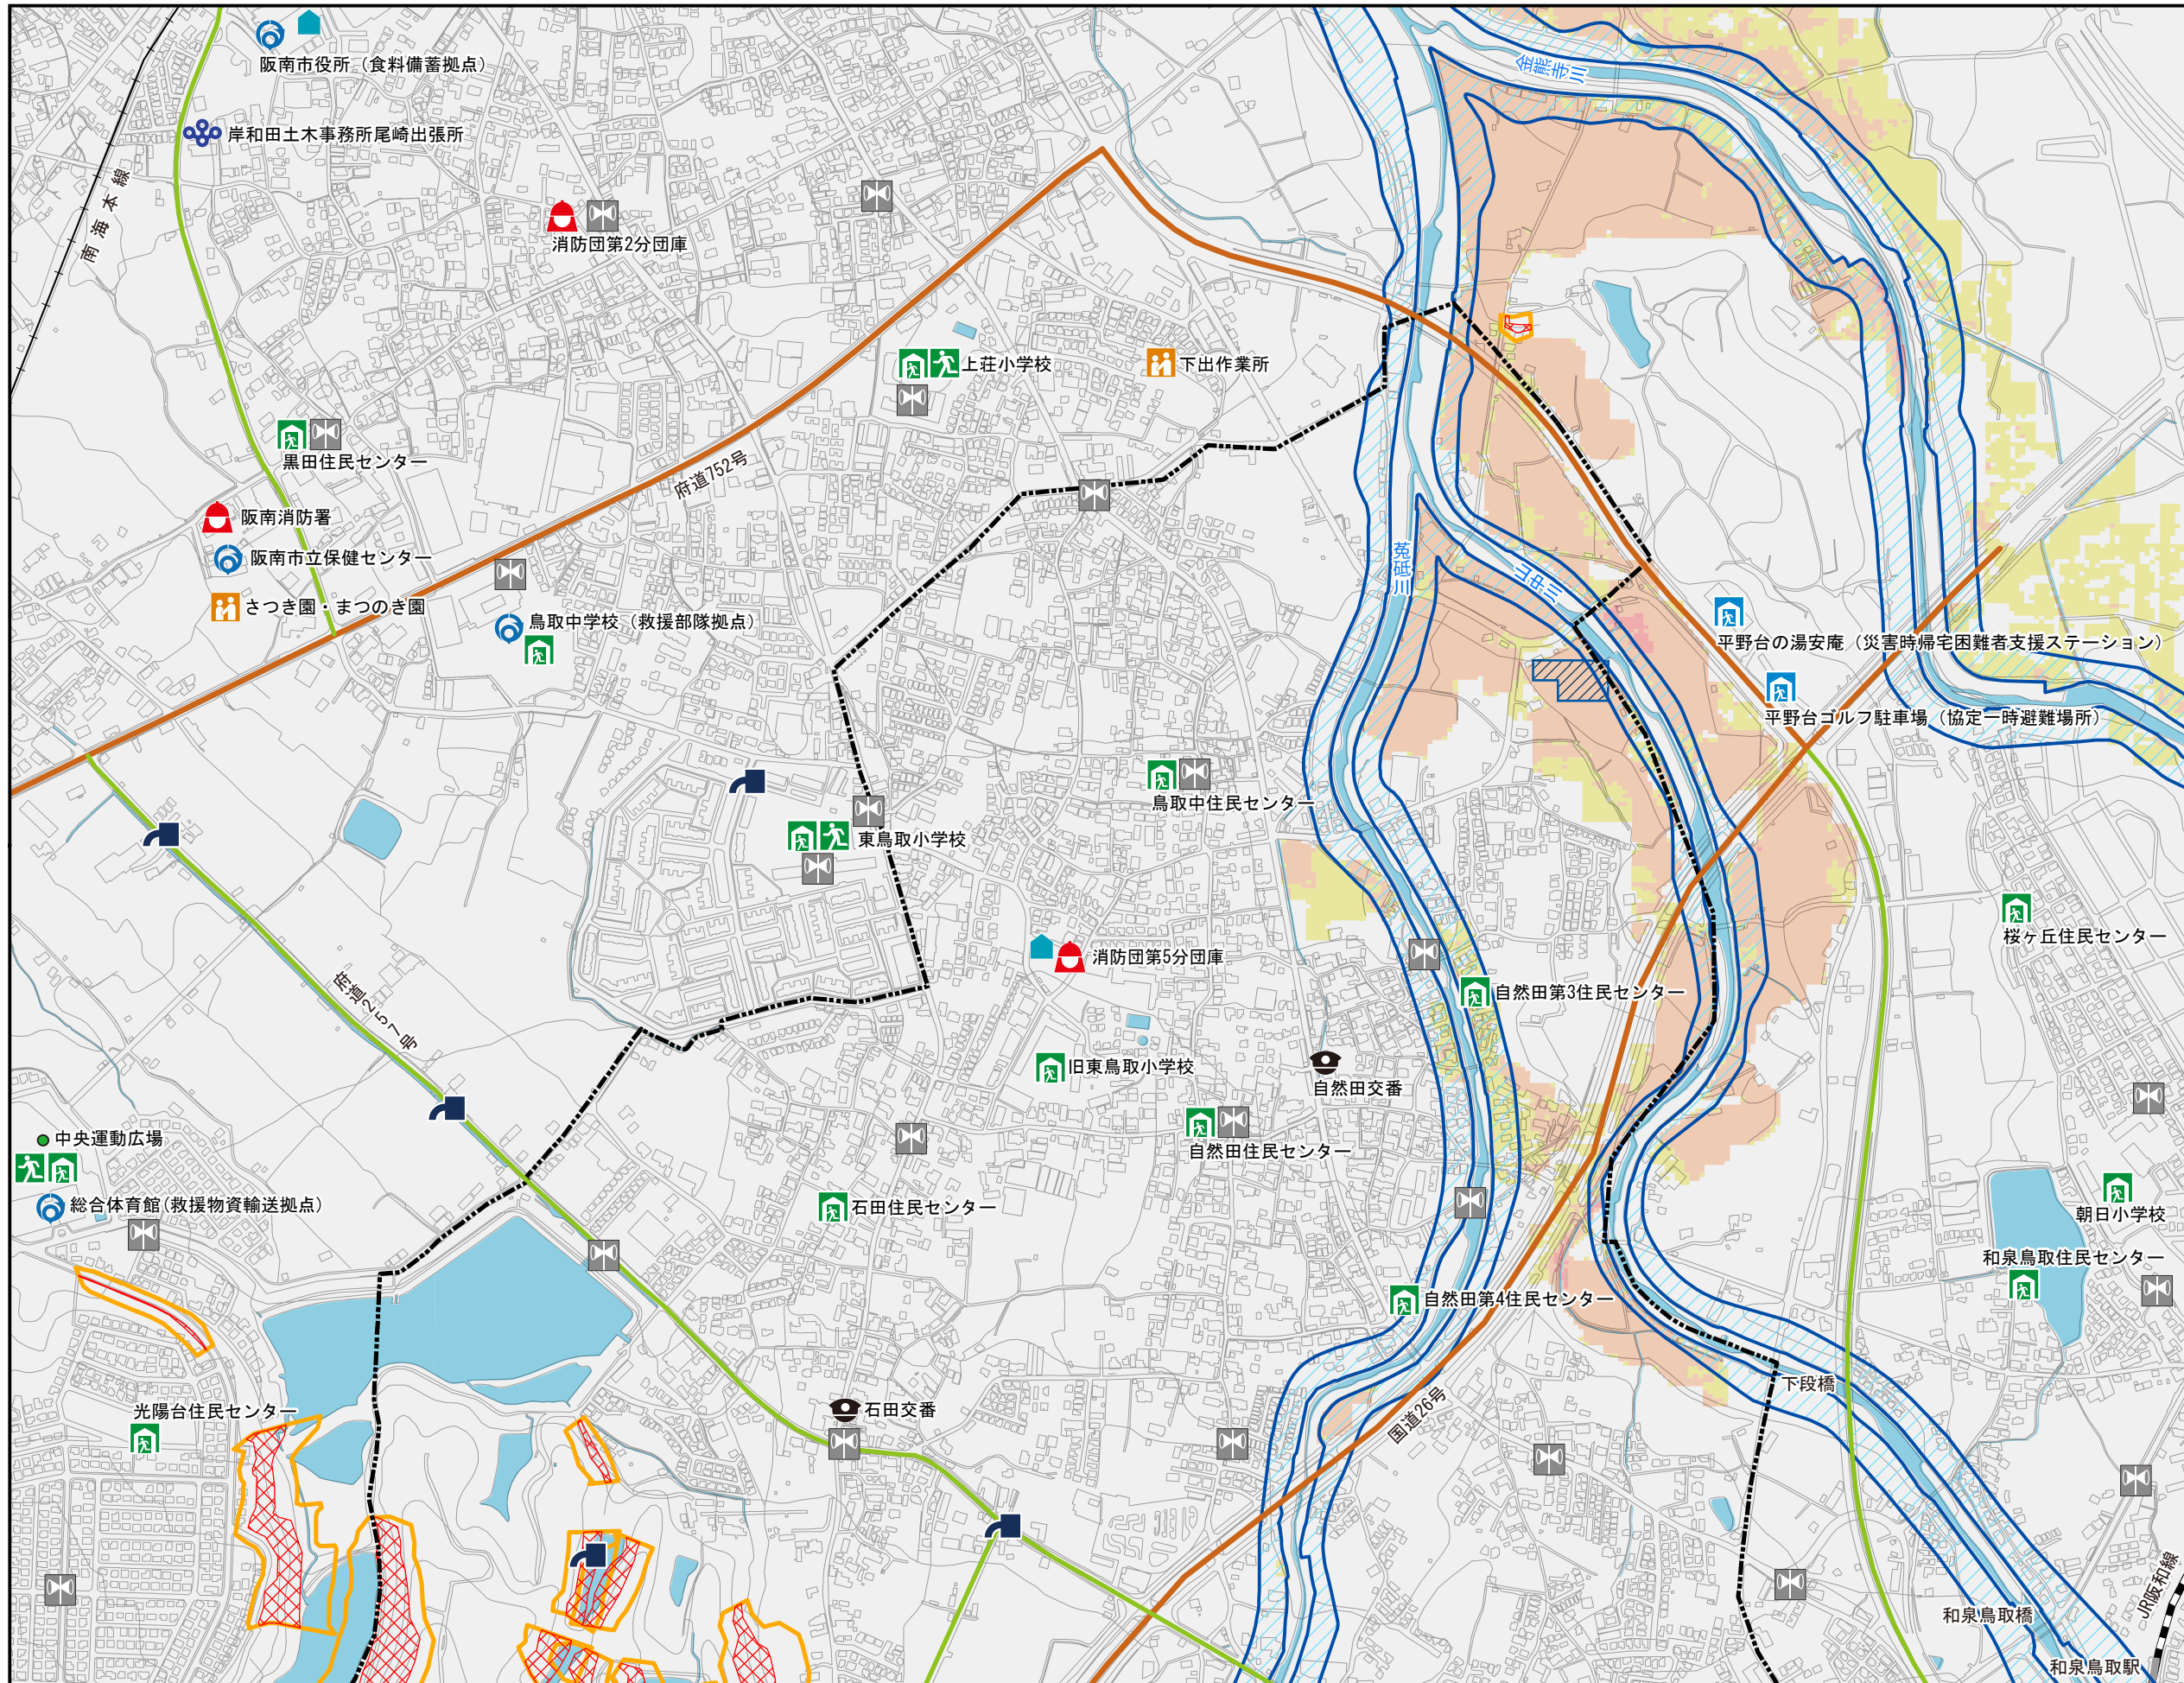 阪南市役所（食料備蓄拠点）
岸和田土木事務所尾崎出張所
南海本線
消防団第2分団庫
金熊寺川
上荘小学校
下出作業所
黒田住民センター
府道752号
阪南消防署
阪南市立保健センター
さつき園・まつのき園
鳥取中学校（救援部隊拠点）
菟砥川
山中川
平野台の湯安庵（災害時帰宅困難者支援ステーション）
平野台ゴルフ駐車場（協定一時避難場所）
鳥取中住民センター
東鳥取小学校
桜ヶ丘住民センター
消防団第5分団庫
自然田第3住民センター
府道257号
旧東鳥取小学校
自然田交番
中央運動広場
自然田住民センター
総合体育館(救援物資輸送拠点)
石田住民センター
朝日小学校
和泉鳥取住民センター
自然田第4住民センター
下段橋
光陽台住民センター
石田交番
国道26号
JR阪和線
和泉鳥取橋
和泉鳥取駅